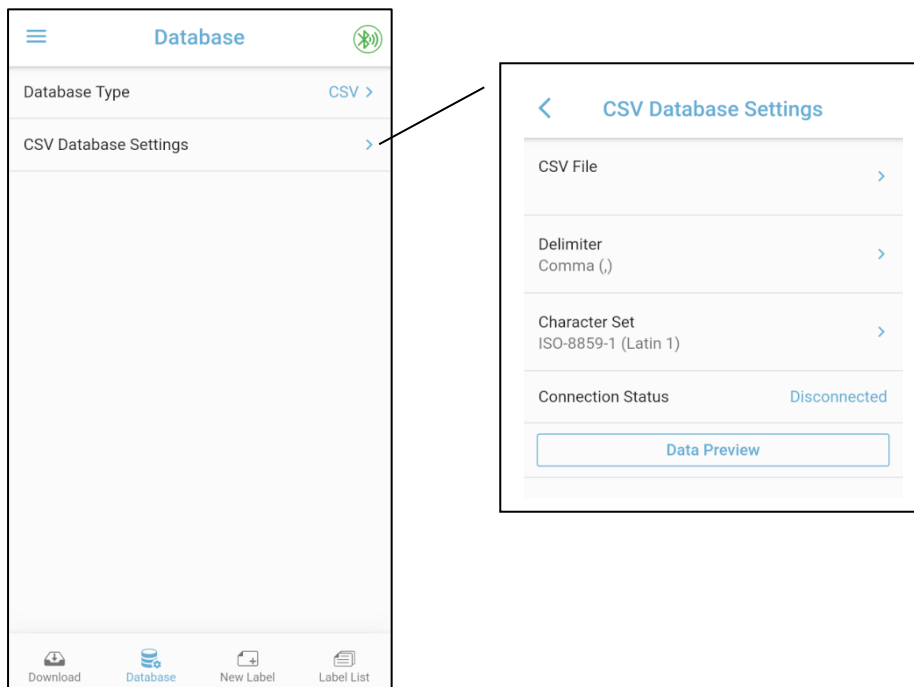 Database
Database Type CSV
CSV Database Settings
Download Database New Label Label List
CSV Database Settings
CSV File
Delimiter
Comma (,)
Character Set
ISO-8859-1 (Latin 1)
Connection Status Disconnected
Data Preview